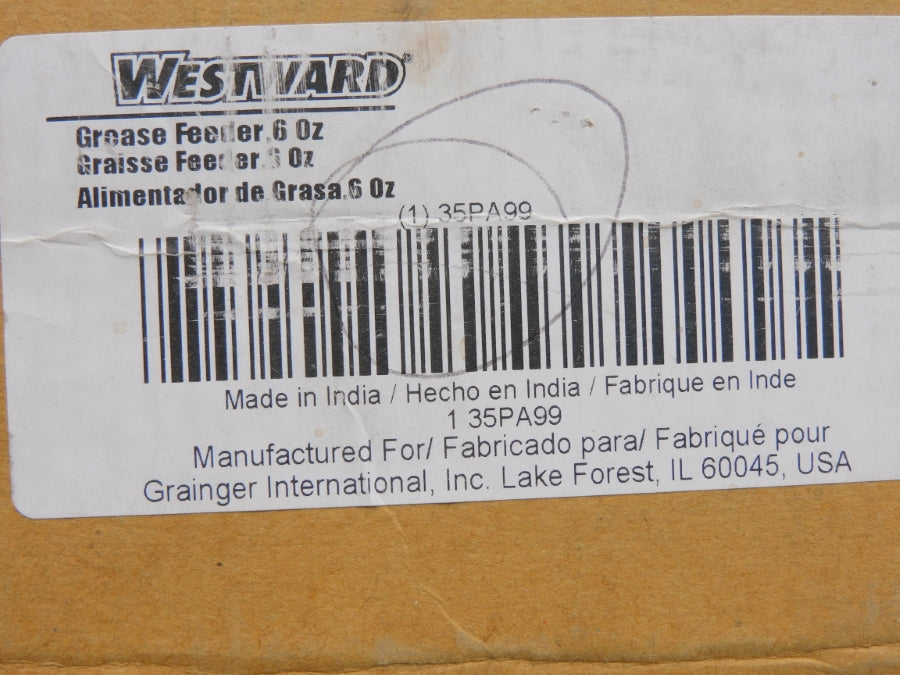 WESTWARD®
Grease Feeder,6 Oz
Graisse Feeder,6 Oz
Alimentador de Grasa,6 Oz
(1) 35PA99
Made in India / Hecho en India / Fabrique en Inde
1 35PA99
Manufactured For/ Fabricado para/ Fabriqué pour
Grainger International, Inc. Lake Forest, IL 60045, USA